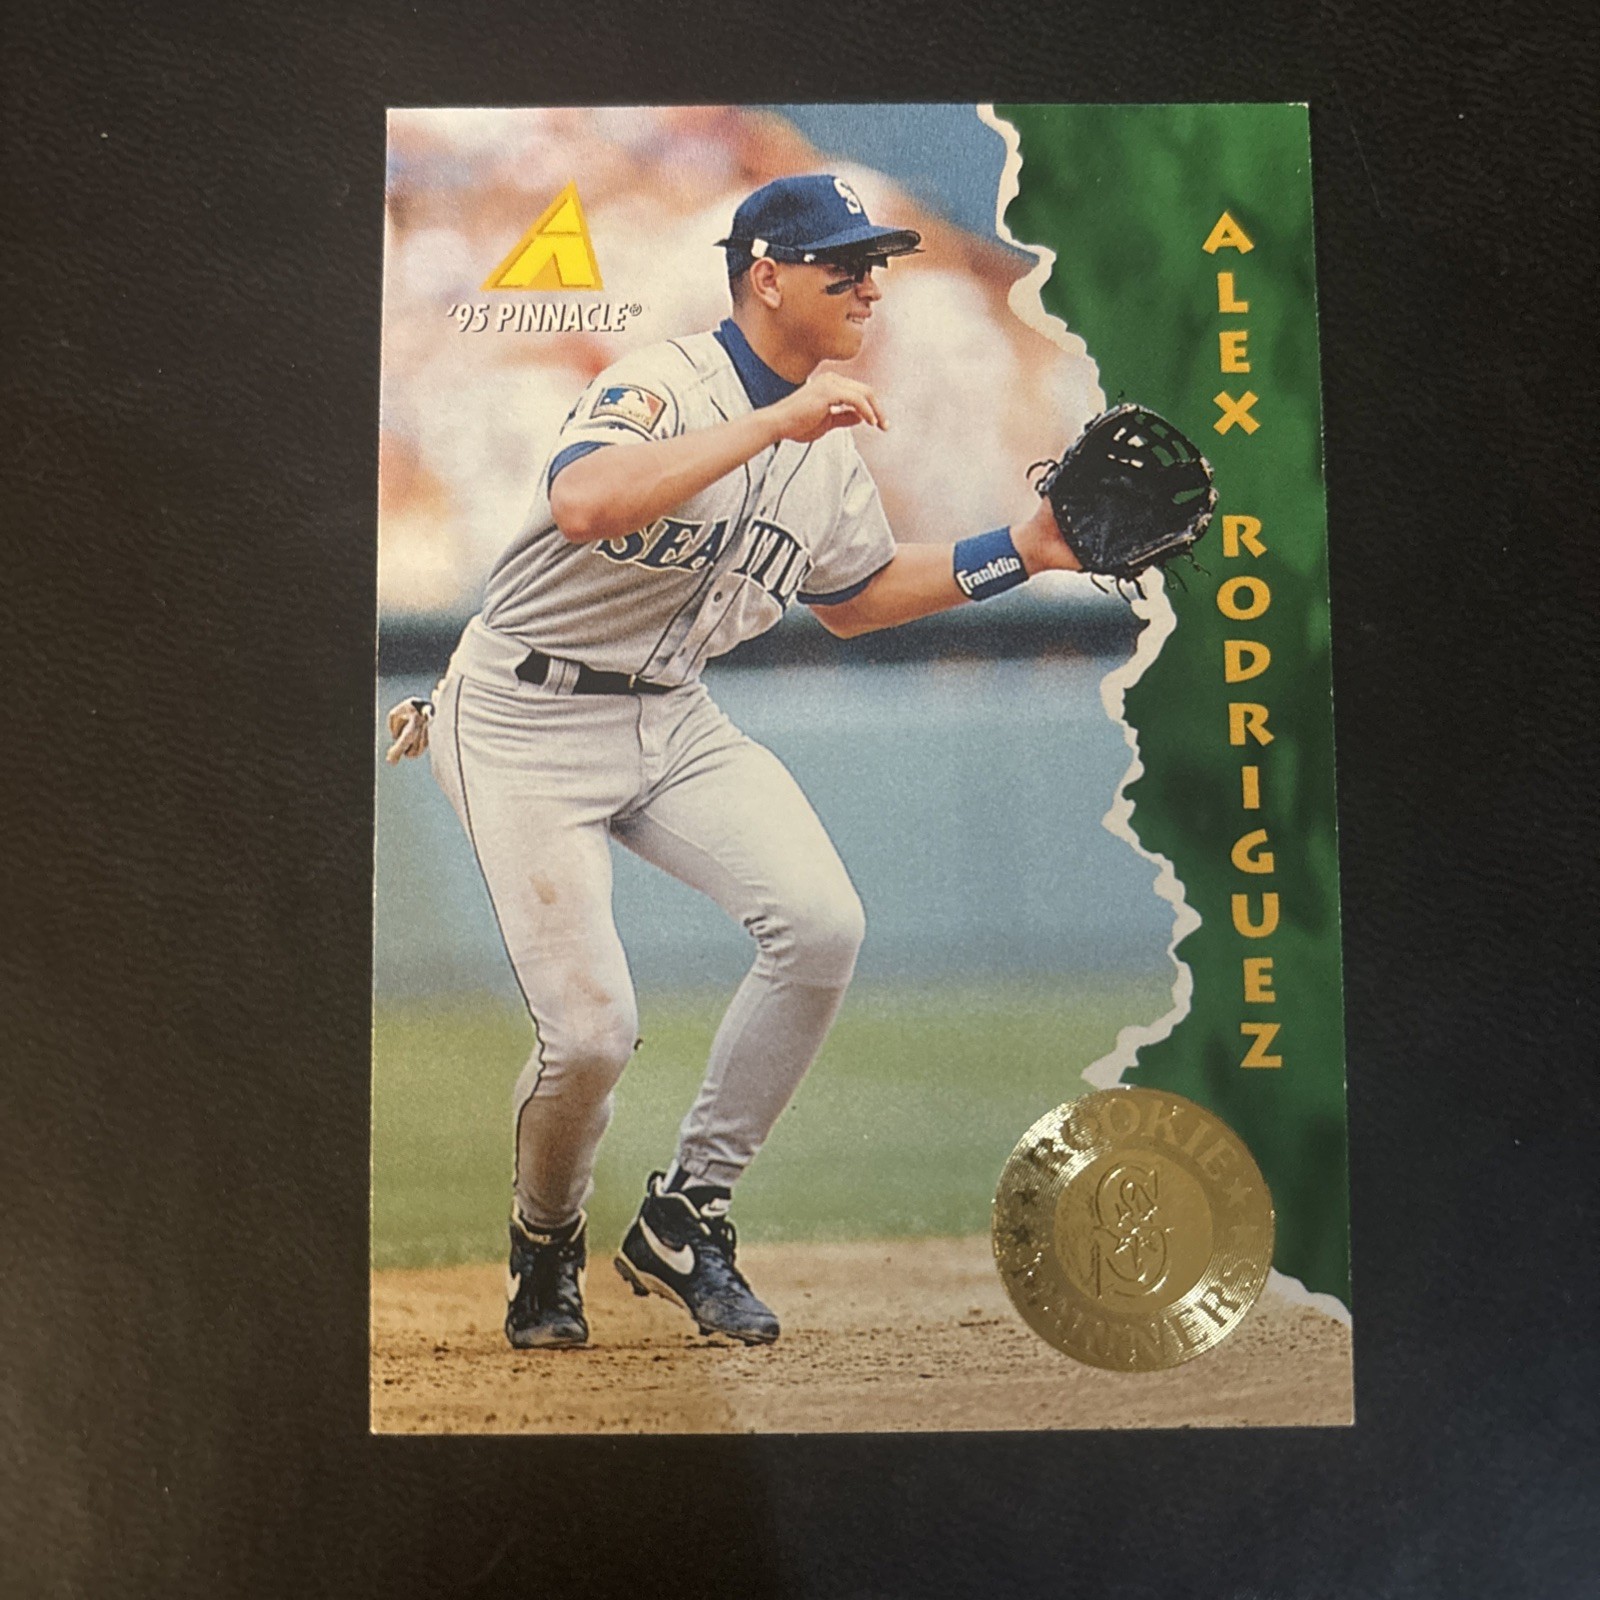 '95 PINNACLE®
ALEX RODRIGUEZ
SEATTLE
Franklin
ROOKIE
MARINERS